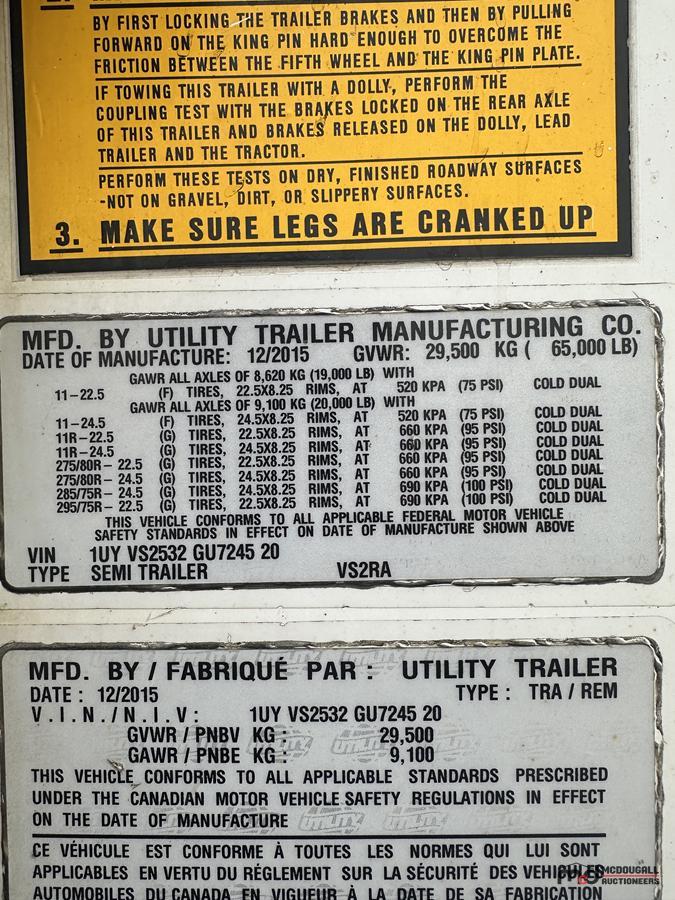 BY FIRST LOCKING THE TRAILER BRAKES AND THEN BY PULLING
FORWARD ON THE KING PIN HARD ENOUGH TO OVERCOME THE
FRICTION BETWEEN THE FIFTH WHEEL AND THE KING PIN PLATE.
IF TOWING THIS TRAILER WITH A DOLLY, PERFORM THE
COUPLING TEST WITH THE BRAKES LOCKED ON THE REAR AXLE
OF THIS TRAILER AND BRAKES RELEASED ON THE DOLLY, LEAD
TRAILER AND THE TRACTOR.
PERFORM THESE TESTS ON DRY, FINISHED ROADWAY SURFACES
-NOT ON GRAVEL, DIRT, OR SLIPPERY SURFACES.
3. MAKE SURE LEGS ARE CRANKED UP
MFD. BY UTILITY TRAILER MANUFACTURING CO.
DATE OF MANUFACTURE: 12/2015 GVWR: 29,500 KG ( 65,000 LB)
GAWR ALL AXLES OF 8,620 KG (19,000 LB) WITH
11-22.5 (F) TIRES, 22.5X8.25 RIMS, AT 520 KPA (75 PSI) COLD DUAL
GAWR ALL AXLES OF 9,100 KG (20,000 LB) WITH
11-24.5 (F) TIRES, 24.5X8.25 RIMS, AT 520 KPA (75 PSI) COLD DUAL
11R-22.5 (G) TIRES, 22.5X8.25 RIMS, AT 660 KPA (95 PSI) COLD DUAL
11R-24.5 (G) TIRES, 24.5X8.25 RIMS, AT 660 KPA (95 PSI) COLD DUAL
275/80R-22.5 (G) TIRES, 22.5X8.25 RIMS, AT 660 KPA (95 PSI) COLD DUAL
275/80R-24.5 (G) TIRES, 24.5X8.25 RIMS, AT 660 KPA (95 PSI) COLD DUAL
285/75R-24.5 (G) TIRES, 24.5X8.25 RIMS, AT 690 KPA (100 PSI) COLD DUAL
295/75R-22.5 (G) TIRES, 22.5X8.25 RIMS, AT 690 KPA (100 PSI) COLD DUAL
THIS VEHICLE CONFORMS TO ALL APPLICABLE FEDERAL MOTOR VEHICLE
SAFETY STANDARDS IN EFFECT ON DATE OF MANUFACTURE SHOWN ABOVE
VIN 1UY VS2532 GU7245 20
TYPE SEMI TRAILER VS2RA
MFD. BY / FABRIQUÉ PAR : UTILITY TRAILER
DATE : 12/2015 TYPE : TRA / REM
V.I.N./N.I.V: 1UY VS2532 GU7245 20
GVWR / PNBV KG : 29,500
GAWR / PNBE KG : 9,100
THIS VEHICLE CONFORMS TO ALL APPLICABLE STANDARDS PRESCRIBED
UNDER THE CANADIAN MOTOR VEHICLE SAFETY REGULATIONS IN EFFECT
ON THE DATE OF MANUFACTURE
CE VÉHICULE EST CONFORME À TOUTES LES NORMES QUI LUI SONT
APPLICABLES EN VERTU DU RÉGLEMENT SUR LA SÉCURITÉ DES VEHICULES
AUTOMOBILES DU CANADA EN VIGUEUR À LA DATE DE SA FABRICATION
MCDOUGALL
AUCTIONEERS